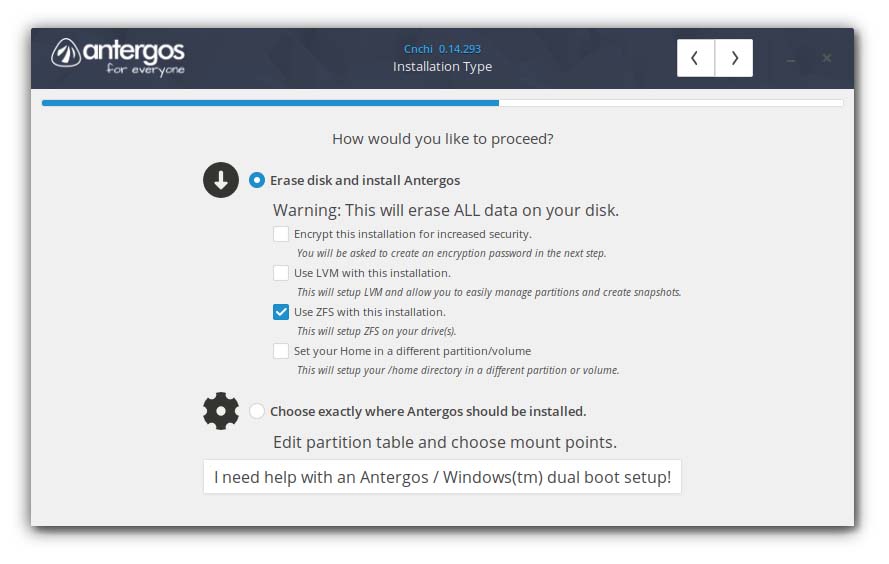 antergos
for everyone
Cnchi 0.14.293
Installation Type
How would you like to proceed?
Erase disk and install Antergos
Warning: This will erase ALL data on your disk.
Encrypt this installation for increased security.
You will be asked to create an encryption password in the next step.
Use LVM with this installation.
This will setup LVM and allow you to easily manage partitions and create snapshots.
Use ZFS with this installation.
This will setup ZFS on your drive(s).
Set your Home in a different partition/volume
This will setup your /home directory in a different partition or volume.
Choose exactly where Antergos should be installed.
Edit partition table and choose mount points.
I need help with an Antergos / Windows(tm) dual boot setup!